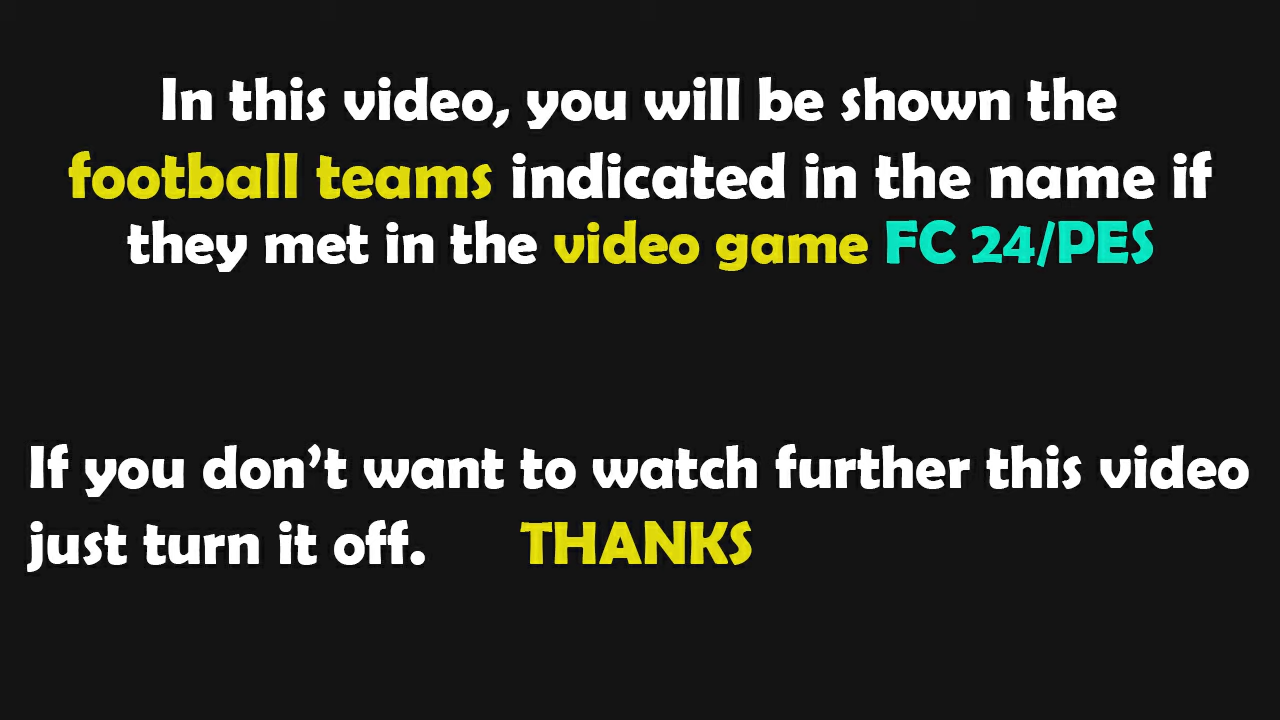 In this video, you will be shown the
football teams indicated in the name if
they met in the video game FC 24/PES
If you don’t want to watch further this video
just turn it off. THANKS